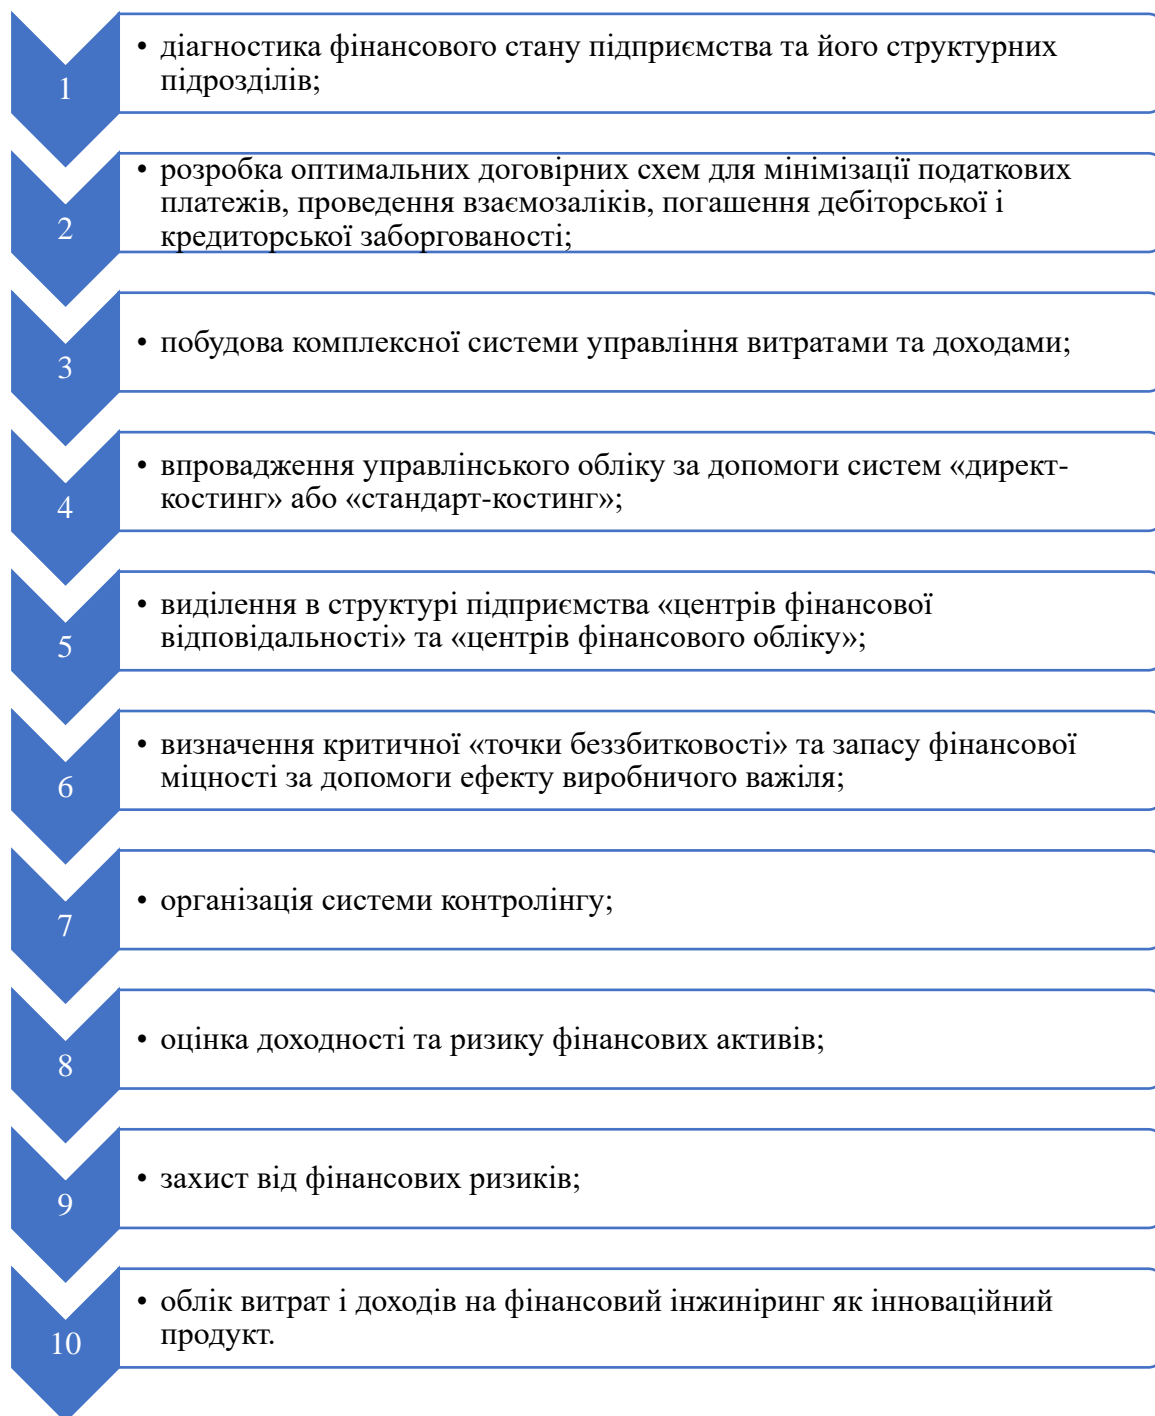 1
• діагностика фінансового стану підприємства та його структурних
підрозділів;
2
• розробка оптимальних договірних схем для мінімізації податкових
платежів, проведення взаємозаліків, погашення дебіторської і
кредиторської заборгованості;
3
• побудова комплексної системи управління витратами та доходами;
4
• впровадження управлінського обліку за допомоги систем «директ-
костинг» або «стандарт-костинг»;
5
• виділення в структурі підприємства «центрів фінансової
відповідальності» та «центрів фінансового обліку»;
6
• визначення критичної «точки беззбитковості» та запасу фінансової
міцності за допомоги ефекту виробничого важіля;
7
• організація системи контролінгу;
8
• оцінка доходності та ризику фінансових активів;
9
• захист від фінансових ризиків;
10
• облік витрат і доходів на фінансовий інжиніринг як інноваційний
продукт.